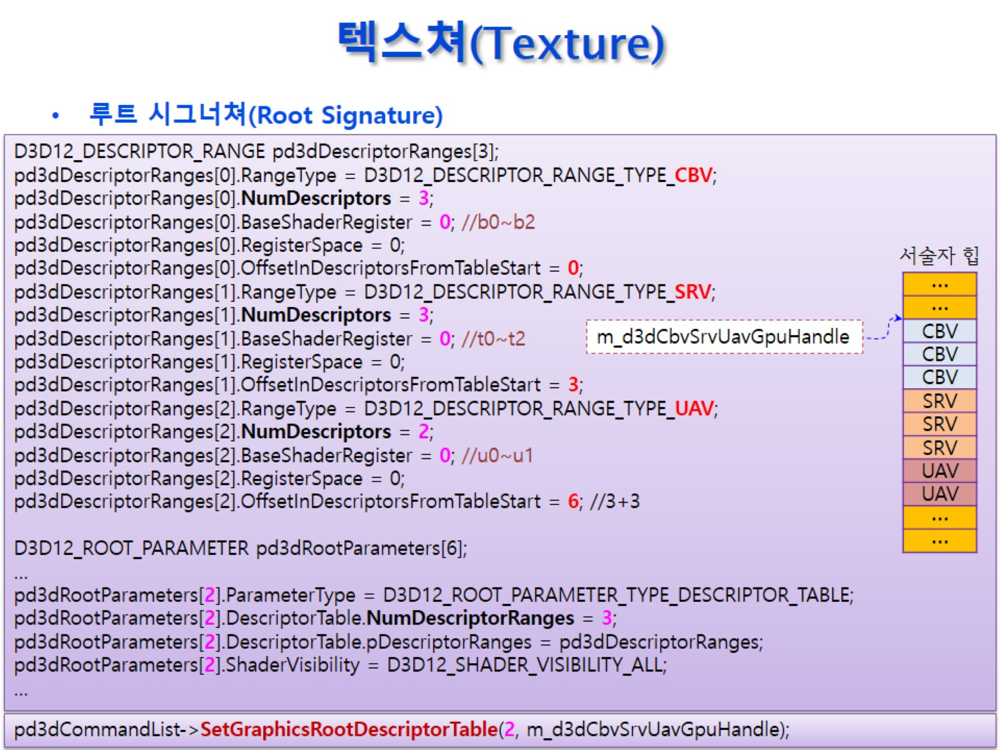 텍스쳐(Texture)
• 루트 시그너쳐(Root Signature)
D3D12_DESCRIPTOR_RANGE pd3dDescriptorRanges[3];
pd3dDescriptorRanges[0].RangeType = D3D12_DESCRIPTOR_RANGE_TYPE_CBV;
pd3dDescriptorRanges[0].NumDescriptors = 3;
pd3dDescriptorRanges[0].BaseShaderRegister = 0; //b0~b2
pd3dDescriptorRanges[0].RegisterSpace = 0;
pd3dDescriptorRanges[0].OffsetInDescriptorsFromTableStart = 0;
pd3dDescriptorRanges[1].RangeType = D3D12_DESCRIPTOR_RANGE_TYPE_SRV;
pd3dDescriptorRanges[1].NumDescriptors = 3;
pd3dDescriptorRanges[1].BaseShaderRegister = 0; //t0~t2
pd3dDescriptorRanges[1].RegisterSpace = 0;
pd3dDescriptorRanges[1].OffsetInDescriptorsFromTableStart = 3;
pd3dDescriptorRanges[2].RangeType = D3D12_DESCRIPTOR_RANGE_TYPE_UAV;
pd3dDescriptorRanges[2].NumDescriptors = 2;
pd3dDescriptorRanges[2].BaseShaderRegister = 0; //u0~u1
pd3dDescriptorRanges[2].RegisterSpace = 0;
pd3dDescriptorRanges[2].OffsetInDescriptorsFromTableStart = 6; //3+3
D3D12_ROOT_PARAMETER pd3dRootParameters[6];
...
pd3dRootParameters[2].ParameterType = D3D12_ROOT_PARAMETER_TYPE_DESCRIPTOR_TABLE;
pd3dRootParameters[2].DescriptorTable.NumDescriptorRanges = 3;
pd3dRootParameters[2].DescriptorTable.pDescriptorRanges = pd3dDescriptorRanges;
pd3dRootParameters[2].ShaderVisibility = D3D12_SHADER_VISIBILITY_ALL;
...
m_d3dCbvSrvUavGpuHandle
서술자 힙
...
...
CBV
CBV
CBV
SRV
SRV
SRV
UAV
UAV
...
...
pd3dCommandList->SetGraphicsRootDescriptorTable(2, m_d3dCbvSrvUavGpuHandle);